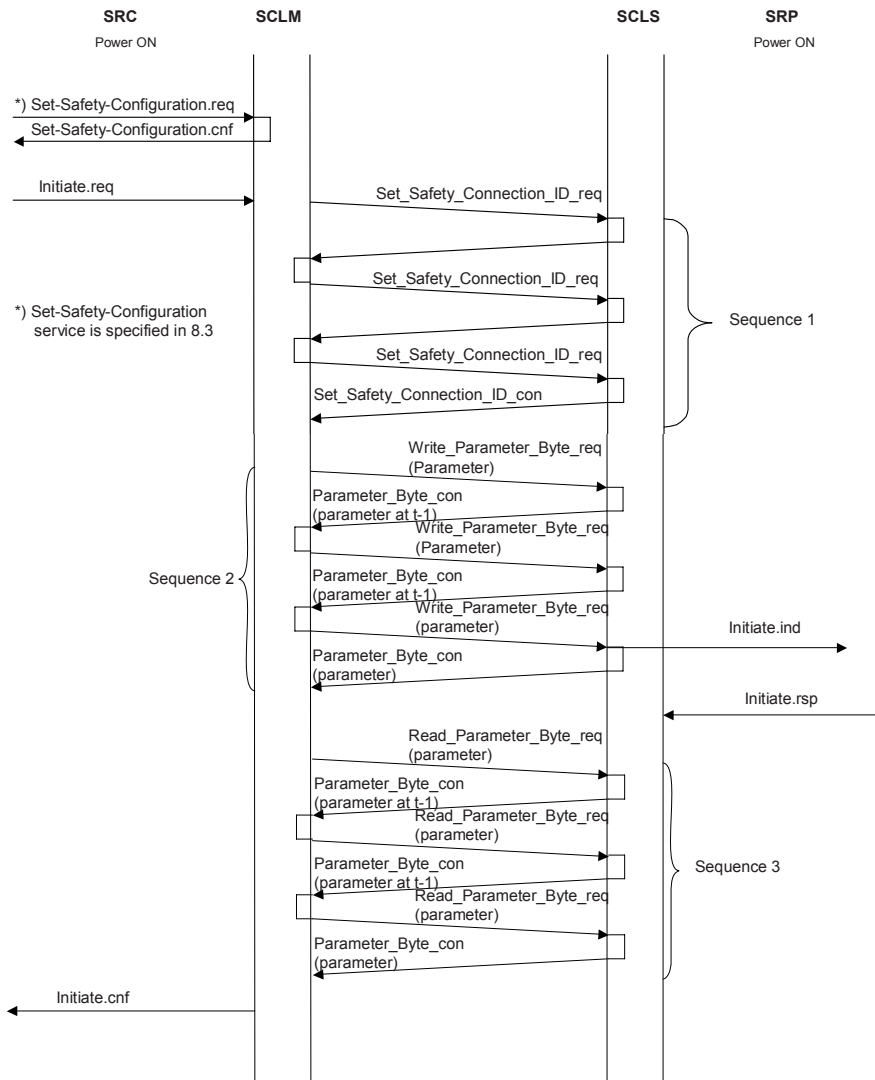 SRC SCLM SCLS SRP
Power ON Power ON
*) Set-Safety-Configuration.req
Set-Safety-Configuration.cnf
Initiate.req
Set_Safety_Connection_ID_req
Set_Safety_Connection_ID_req
*) Set-Safety-Configuration
service is specified in 8.3
Sequence 1
Set_Safety_Connection_ID_req
Set_Safety_Connection_ID_con
Write_Parameter_Byte_req
(Parameter)
Parameter_Byte_con
(parameter at t-1)
Write_Parameter_Byte_req
(Parameter)
Sequence 2
Parameter_Byte_con
(parameter at t-1)
Write_Parameter_Byte_req
(parameter)
Initiate.ind
Parameter_Byte_con
(parameter)
Initiate.rsp
Read_Parameter_Byte_req
(parameter)
Parameter_Byte_con
(parameter at t-1)
Read_Parameter_Byte_req
(parameter)
Sequence 3
Parameter_Byte_con
(parameter at t-1)
Read_Parameter_Byte_req
(parameter)
Parameter_Byte_con
(parameter)
Initiate.cnf